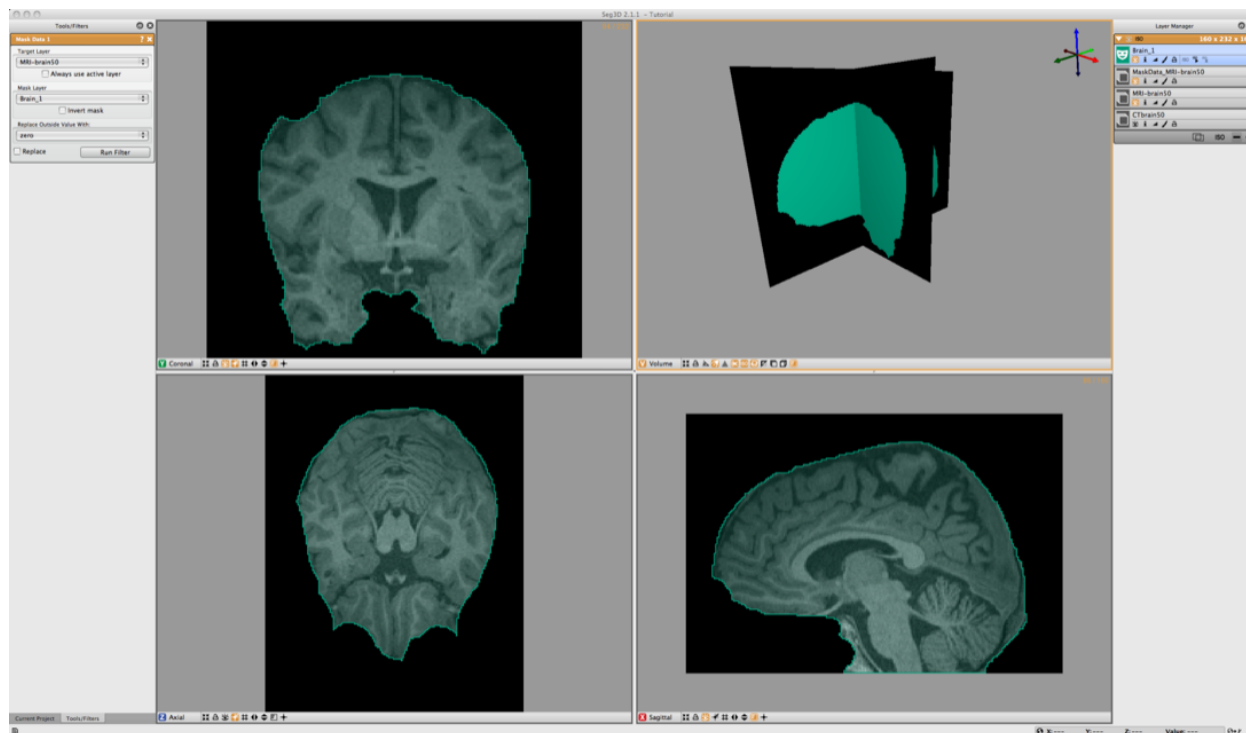 Seg3D 2.1.1 - Tutorial
Tools/Filters
Mask Data 1
Target Layer
MRI-brain50
Always use active layer
Mask Layer
Brain_1
Invert mask
Replace Outside Value With:
zero
Replace
Run Filter
Coronal
Volume
Axial
Sagittal
Layer Manager
ISO
Brain_1
MaskData_MRI-brain50
MRI-brain50
CTbrain50
ISO
Current Project
Tools/Filters
X: ---
Y: ---
Z: ---
Value: ---